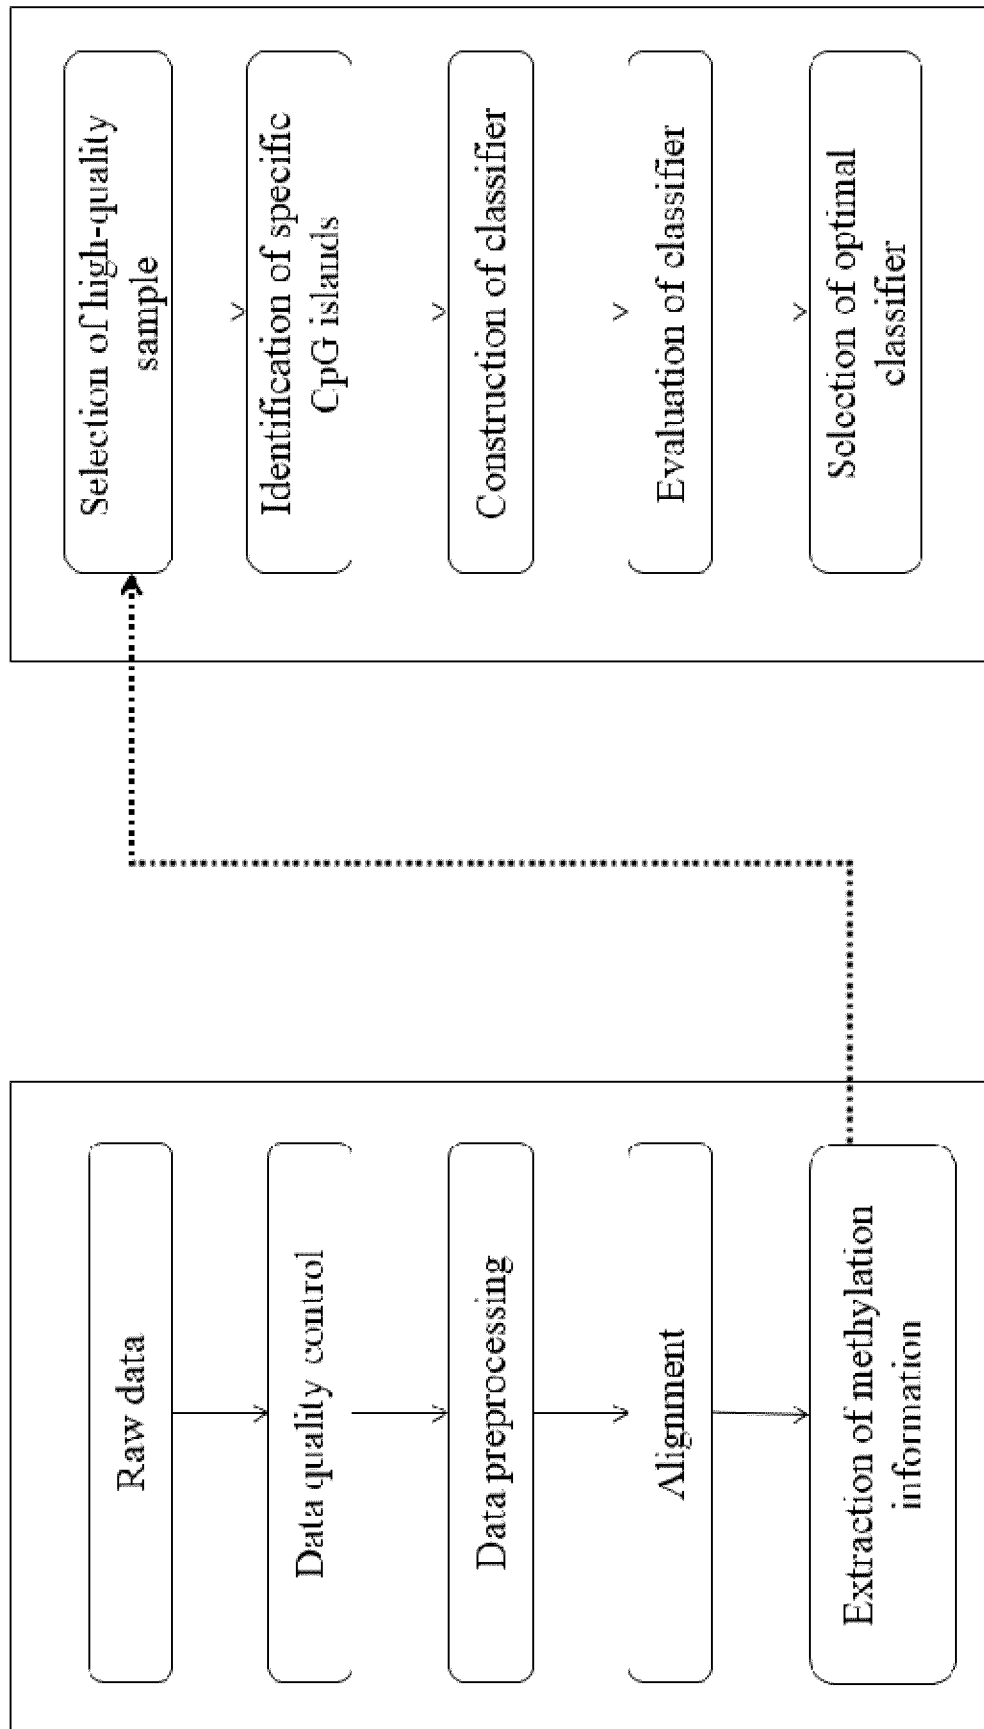 Raw data
Data quality control
Data preprocessing
Alignment
Extraction of methylation
information
Selection of high-quality
sample
Identification of specific
CpG islands
Construction of classifier
Evaluation of classifier
Selection of optimal
classifier